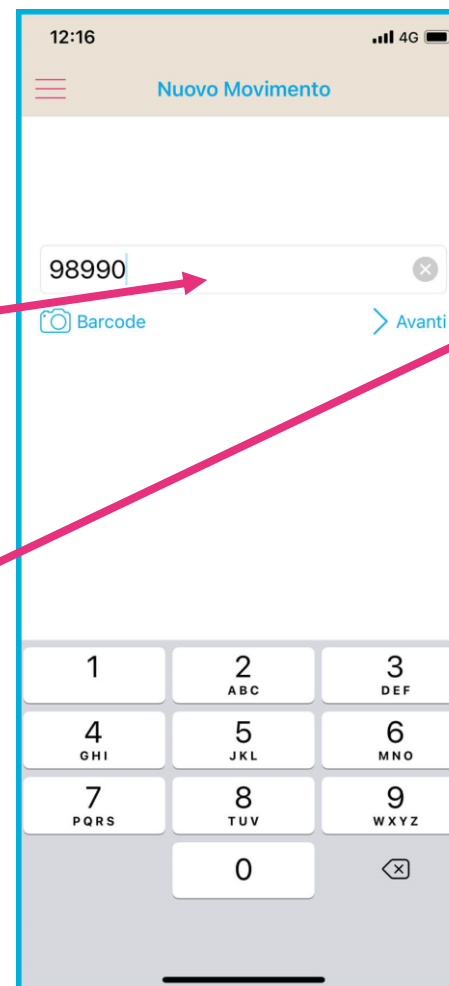 12:16 4G
Nuovo Movimento
98990
Barcode Avanti
1 2 3
ABC DEF
4 5 6
GHI JKL MNO
7 8 9
PQRS TUV WXYZ
0